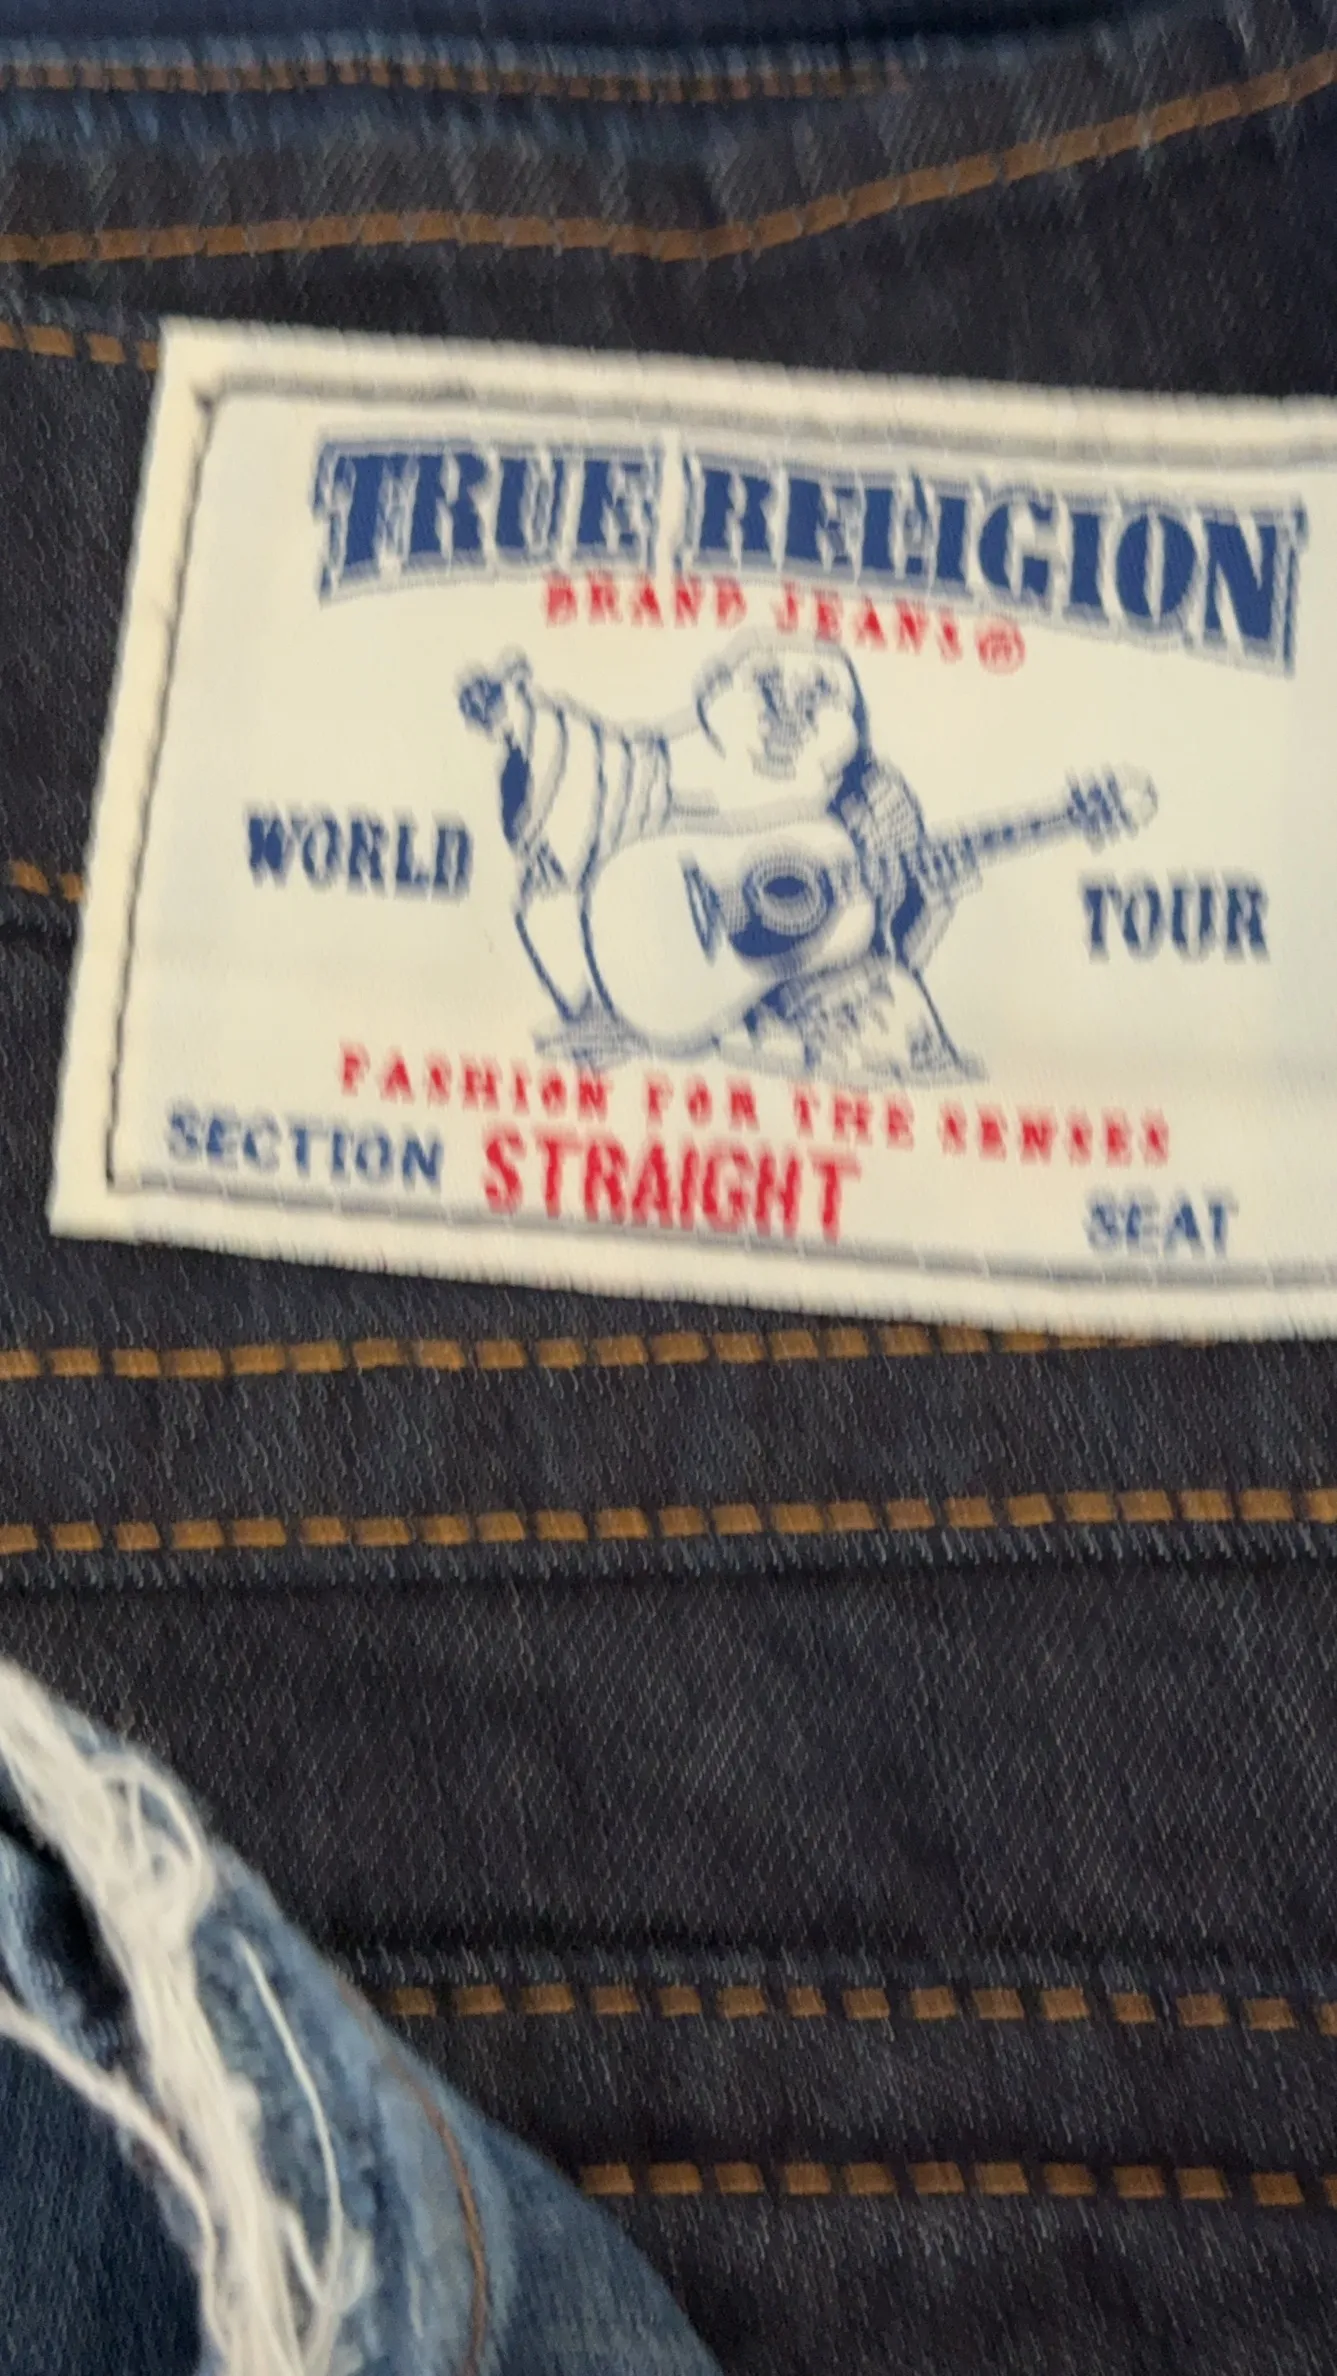 TRUE RELIGION
BRAND JEANS®
WORLD TOUR
FASHION FOR THE SENSES
SECTION STRAIGHT SEAT